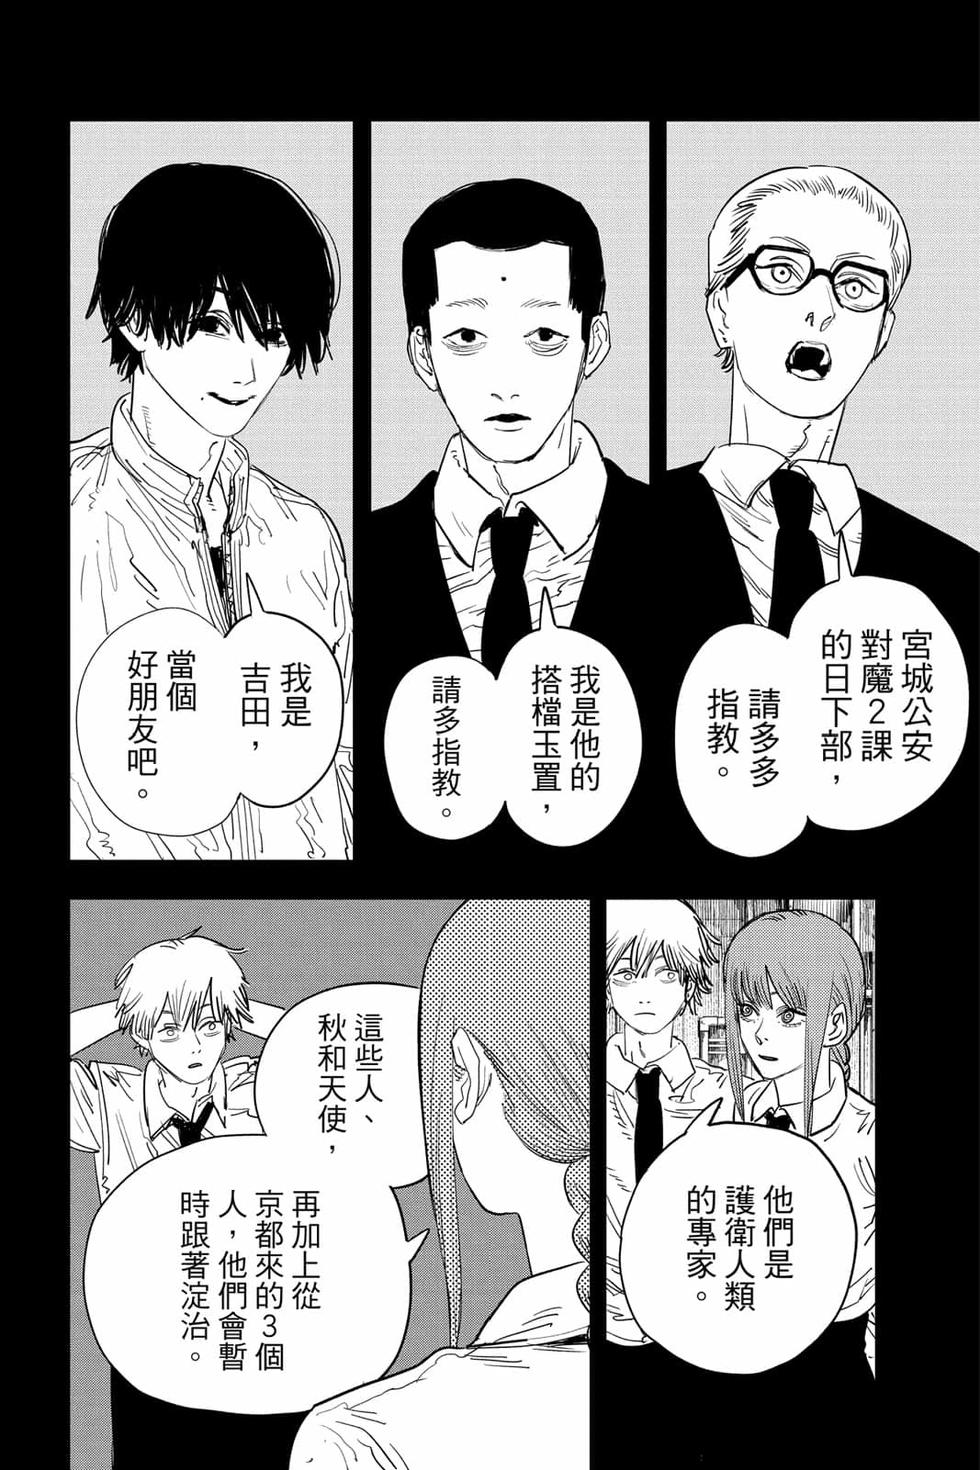 宮城公安
對魔2課
的日下部，
請多多
指教。
我是他的
搭檔玉置，
請多指教。
我是
吉田，
當個
好朋友吧。
他們是
護衛人類
的專家。
這些人、
秋和天使，
再加上從
京都來的3個
人，他們會暫
時跟著淀治。